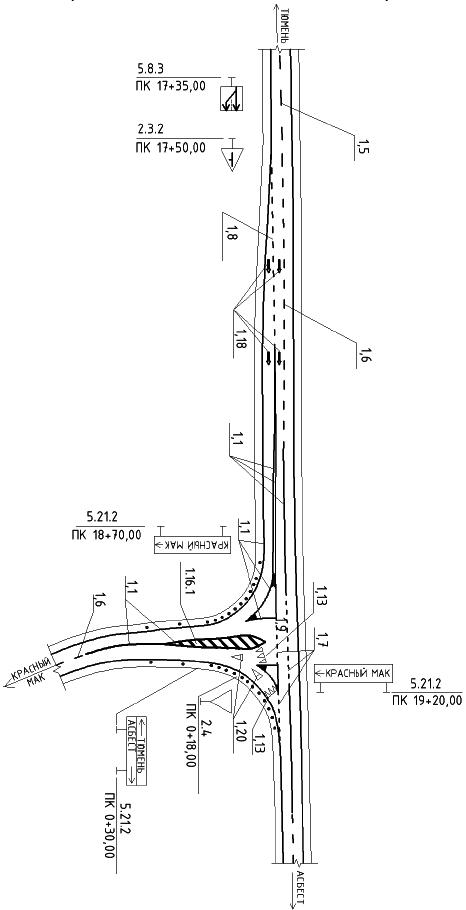 ТЮМЕНЬ
5.8.3
ПК 17+35,00
2.3.2
ПК 17+50,00
1,5
1,8
1,6
1,18
1,1
5.21.2
ПК 18+70,00
КРАСНЫЙ МАК
1,1
1,6
1,1
1.16.1
1,13
1,9
1,7
КРАСНЫЙ МАК
5.21.2
ПК 19+20,00
КРАСНЫЙ
МАК
2.4
ПК 0+18,00
1,20
1,13
ТЮМЕНЬ
АСБЕСТ
5.21.2
ПК 0+30,00
АСБЕСТ